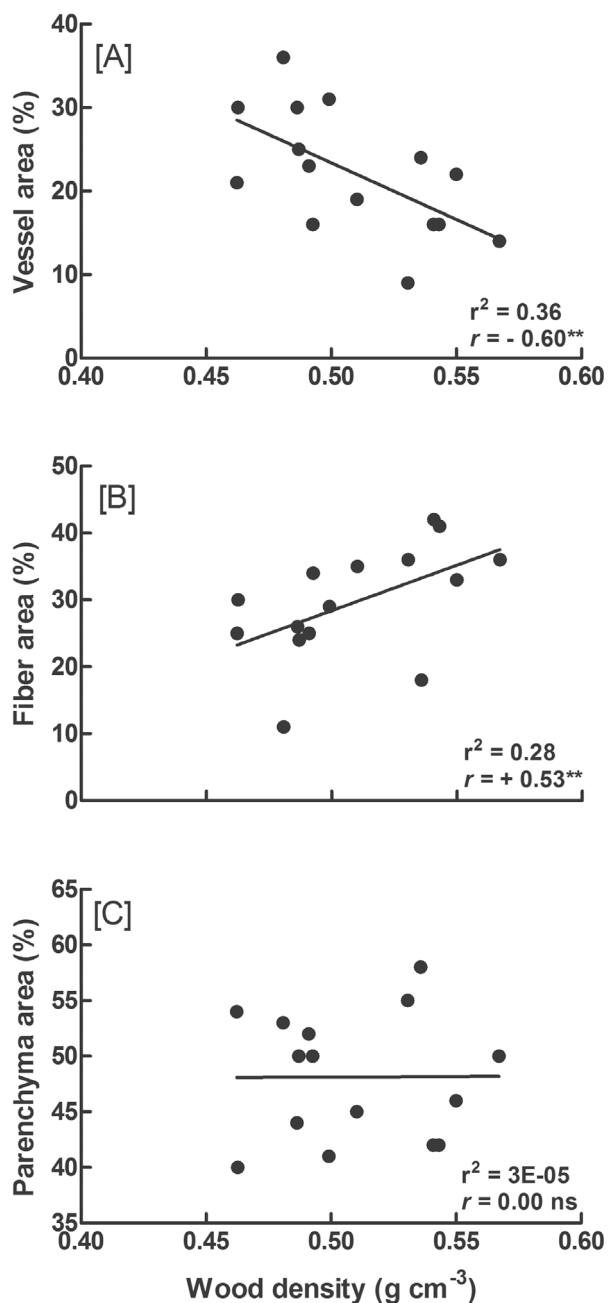 [A]
Vessel area (%)
40
30
20
10
0
0.40 0.45 0.50 0.55 0.60
r² = 0.36
r = - 0.60**
[B]
Fiber area (%)
50
40
30
20
10
0
r² = 0.28
r = + 0.53**
[C]
Parenchyma area (%)
65
60
55
50
45
40
35
0.40 0.45 0.50 0.55 0.60
r² = 3E-05
r = 0.00 ns
Wood density (g cm⁻³)